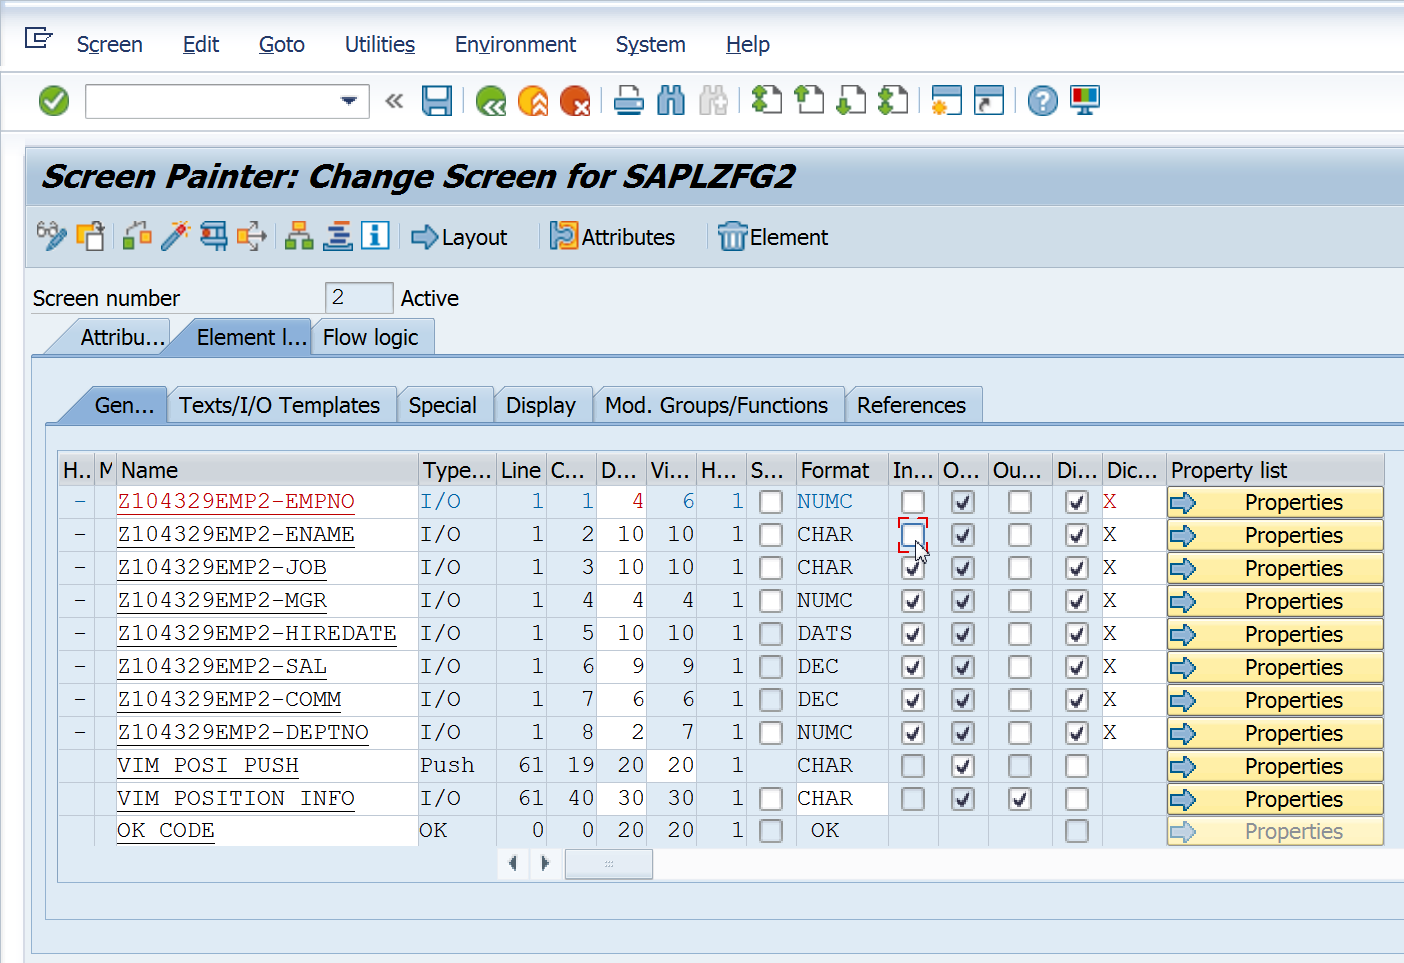 Screen Edit Goto Utilities Environment System Help
Screen Painter: Change Screen for SAPLZFG2
Layout Attributes Element
Screen number 2 Active
Attribu... Element l... Flow logic
Gen... Texts/I/O Templates Special Display Mod. Groups/Functions References
H.. M Name Type... Line C... D... Vi... H... S... Format In... O... Ou... Di... Dic... Property list
– Z104329EMP2-EMPNO I/O 1 1 4 6 1 NUMC X Properties
– Z104329EMP2-ENAME I/O 1 2 10 10 1 CHAR X Properties
– Z104329EMP2-JOB I/O 1 3 10 10 1 CHAR X Properties
– Z104329EMP2-MGR I/O 1 4 4 4 1 NUMC X Properties
– Z104329EMP2-HIREDATE I/O 1 5 10 10 1 DATS X Properties
– Z104329EMP2-SAL I/O 1 6 9 9 1 DEC X Properties
– Z104329EMP2-COMM I/O 1 7 6 6 1 DEC X Properties
– Z104329EMP2-DEPTNO I/O 1 8 2 7 1 NUMC X Properties
VIM_POSI_PUSH Push 61 19 20 20 1 CHAR Properties
VIM_POSITION_INFO I/O 61 40 30 30 1 CHAR Properties
OK_CODE OK 0 0 20 20 1 OK Properties